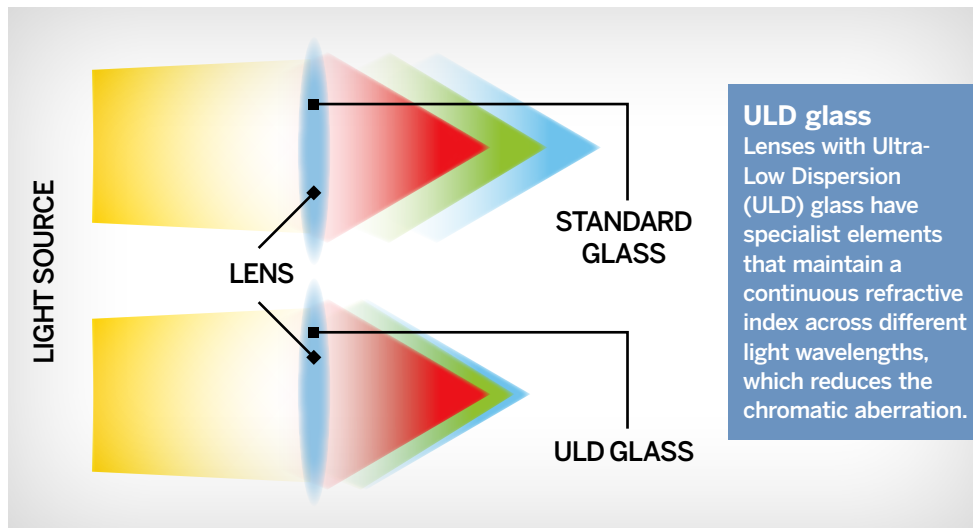 LIGHT SOURCE
LENS
STANDARD
GLASS
ULD GLASS
ULD glass
Lenses with Ultra-
Low Dispersion
(ULD) glass have
specialist elements
that maintain a
continuous refractive
index across different
light wavelengths,
which reduces the
chromatic aberration.